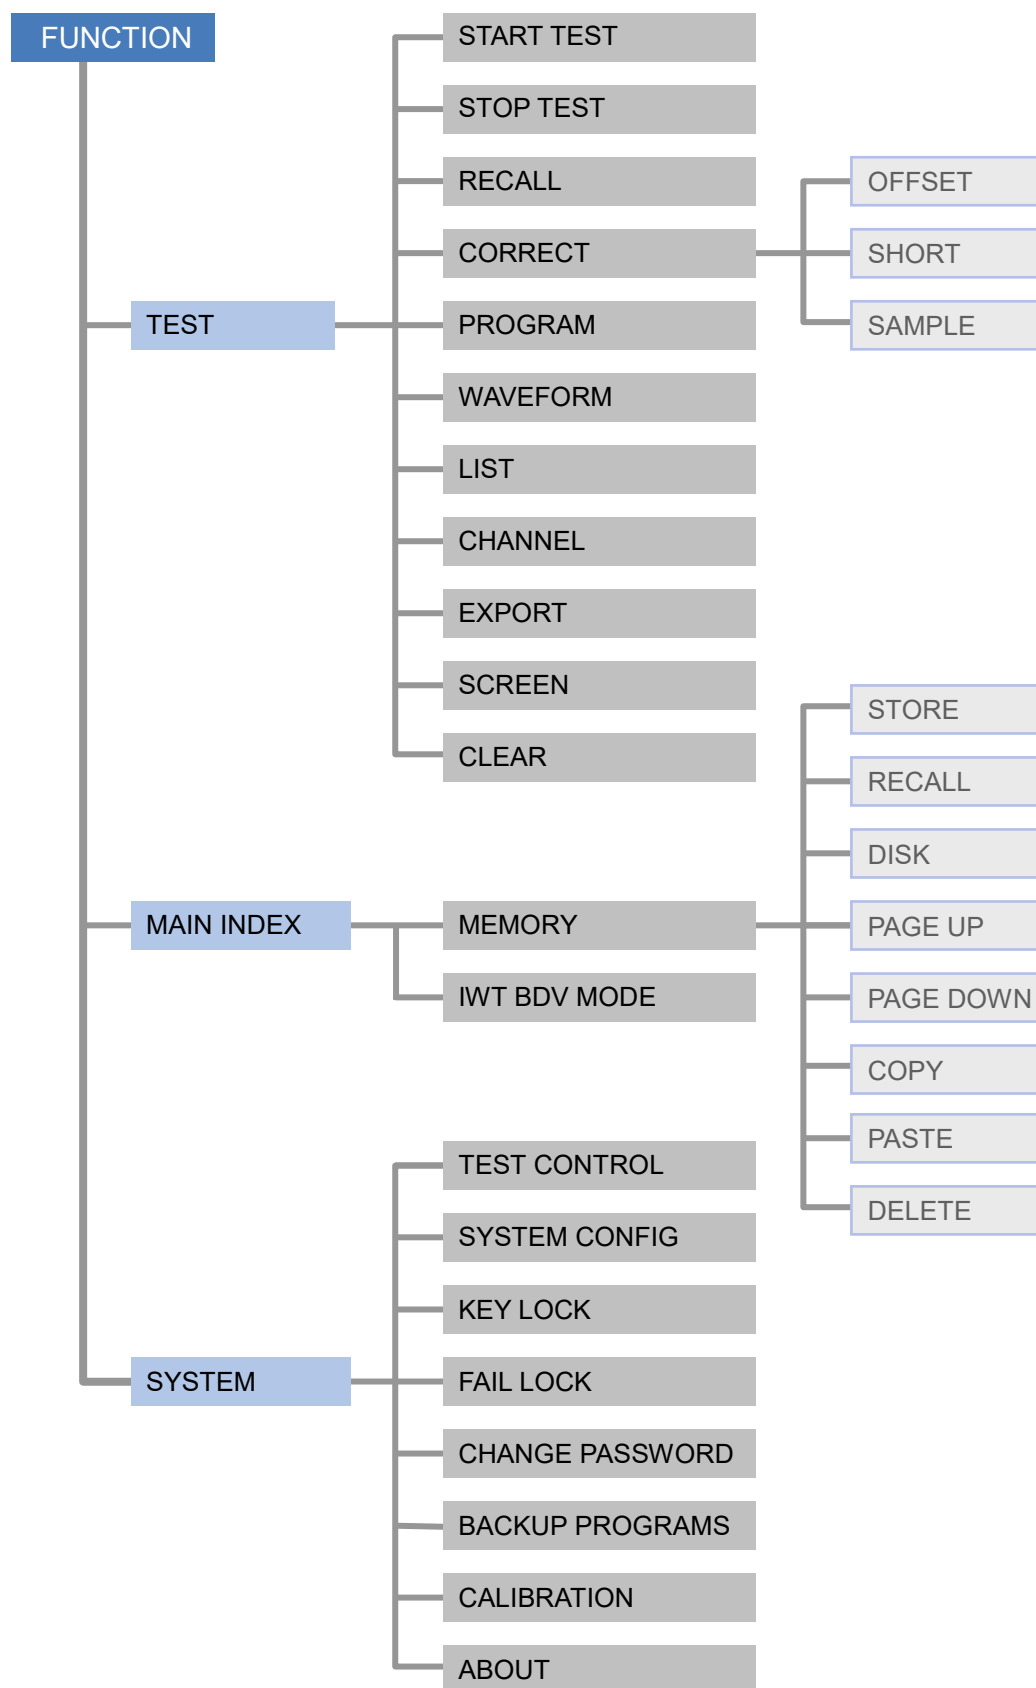 FUNCTION
TEST
START TEST
STOP TEST
RECALL
CORRECT
OFFSET
SHORT
SAMPLE
PROGRAM
WAVEFORM
LIST
CHANNEL
EXPORT
SCREEN
CLEAR
MAIN INDEX
MEMORY
STORE
RECALL
DISK
PAGE UP
PAGE DOWN
COPY
PASTE
DELETE
IWT BDV MODE
SYSTEM
TEST CONTROL
SYSTEM CONFIG
KEY LOCK
FAIL LOCK
CHANGE PASSWORD
BACKUP PROGRAMS
CALIBRATION
ABOUT